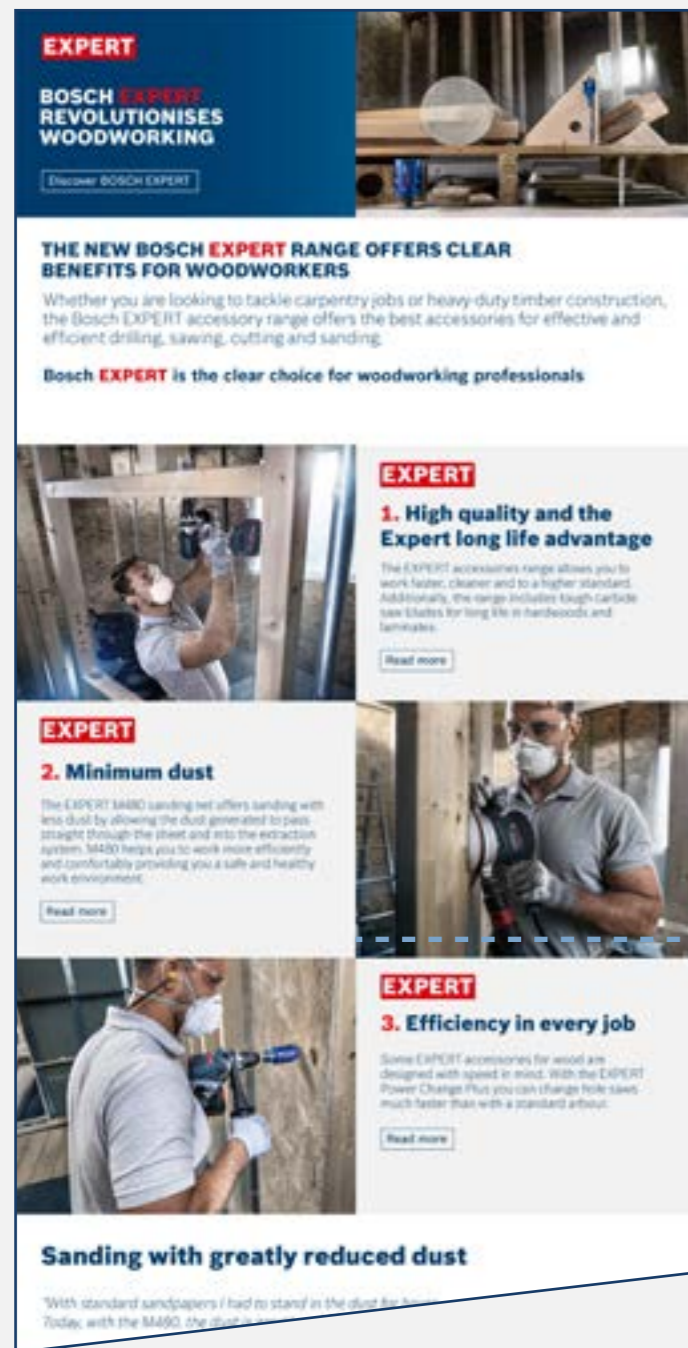 EXPERT
BOSCH EXPERT
REVOLUTIONISES
WOODWORKING
Discover BOSCH EXPERT
THE NEW BOSCH EXPERT RANGE OFFERS CLEAR
BENEFITS FOR WOODWORKERS
Whether you are looking to tackle carpentry jobs or heavy-duty timber construction,
the Bosch EXPERT accessory range offers the best accessories for effective and
efficient drilling, sawing, cutting and sanding.
Bosch EXPERT is the clear choice for woodworking professionals
EXPERT
1. High quality and the
Expert long life advantage
The EXPERT accessories range allows you to
work faster, cleaner and to a higher standard.
Additionally, the range includes tough carbide
saw blades for long life in hardwoods and
laminates.
Read more
EXPERT
2. Minimum dust
The EXPERT M480 sanding net offers sanding with
less dust by allowing the dust generated to pass
straight through the sheet and into the extraction
system. M480 helps you to work more efficiently
and comfortably providing you a safe and healthy
work environment.
Read more
EXPERT
3. Efficiency in every job
Some EXPERT accessories for wood are
designed with speed in mind. With the EXPERT
Power Change Plus you can change hole saws
much faster than with a standard arbour.
Read more
Sanding with greatly reduced dust
"With standard sandpapers I had to stand in the dust for
Today, with the M480, the dust is